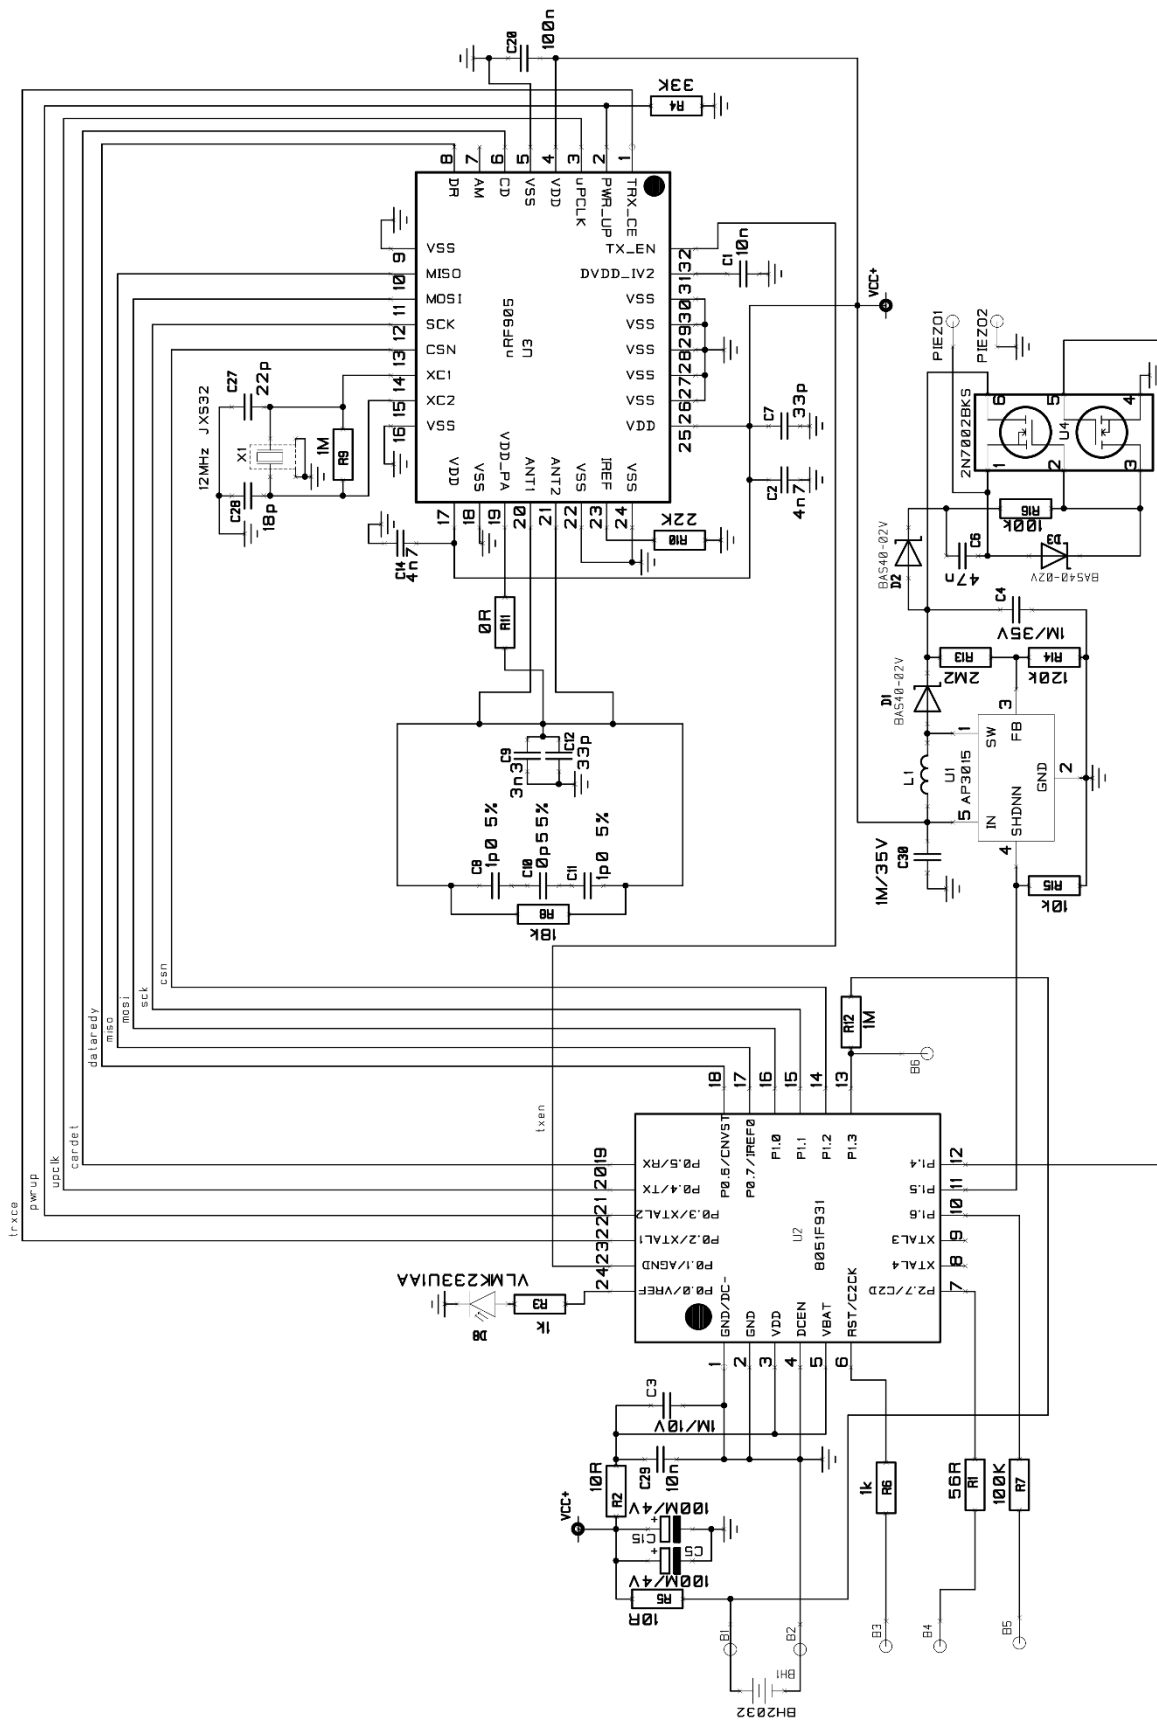 C20
100n
33K
R4
8
7
6
5
4
3
2
1
DR
AM
CD
VSS
VDD
uPCLK
PWR_UP
TRX_CE
VSS
MISO
MOSI
SCK
CSN
XC1
XC2
VSS
9
10
11
12
13
14
15
16
nRF905
U3
TX_EN
DVDD_IV2
VSS
VSS
VSS
VSS
VSS
VDD
32
31
30
29
28
27
26
25
C1
10n
VDD
VSS
VDD_PA
ANT1
ANT2
VSS
IREF
VSS
17
18
19
20
21
22
23
24
12MHz JXS32
C27
22p
X1
1M
R9
C28
18p
C14
4n7
22K
R10
C7
33p
C2
4n7
VCC+
0R
R11
C9
3n3
C12
33p
C8
1p0 5%
C10
0p5 5%
C11
1p0 5%
R8
18k
PIEZO1
PIEZO2
2N7002BKS
U4
6
5
4
1
2
3
R16
100k
C6
47n
D3
BAS40-02V
BAS40-02V
D2
C4
1M/35V
R13
2M2
R14
120k
D1
BAS40-02V
L1
U1
AP3015
SW
FB
IN
SHDNN
GND
1
3
5
4
2
C30
1M/35V
R15
10k
trxce
pwrup
upclk
cardet
dataredy
miso
mosi
sck
csn
txen
R12
1M
B6
18
17
16
15
14
13
P0.6/CNVST
P0.7/IREF0
P1.0
P1.1
P1.2
P1.3
19
20
21
22
23
24
P0.5/RX
P0.4/TX
P0.3/XTAL2
P0.2/XTAL1
P0.1/AGND
P0.0/VREF
U2
8051F931
P1.4
P1.5
P1.6
XTAL3
XTAL4
P2.7/C2D
12
11
10
9
8
7
GND/DC-
GND
VDD
DCEN
VBAT
RST/C2CK
1
2
3
4
5
6
VLMK233U1AA
D8
R3
1k
C3
1M/10V
C29
10n
10R
R2
VCC+
100M/4V
C15
C5
100M/4V
R5
10R
1k
R6
56R
R1
100K
R7
B1
B2
B3
B4
B5
BH1
BH2032